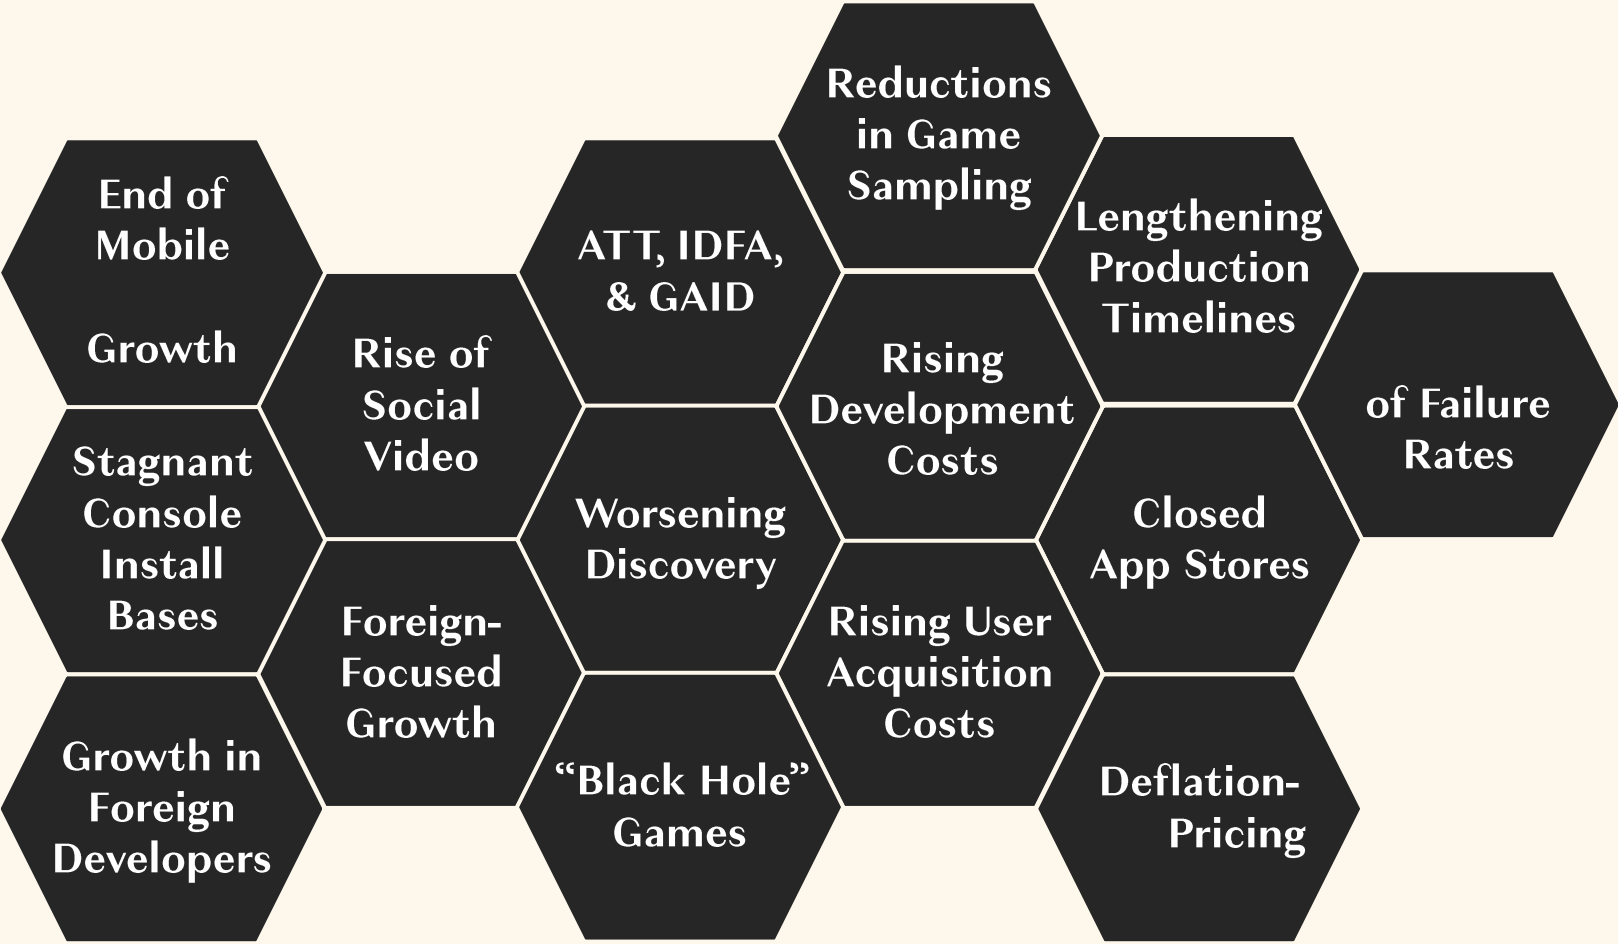 End of
Mobile
Growth
Stagnant
Console
Install
Bases
Growth in
Foreign
Developers
Rise of
Social
Video
Foreign-
Focused
Growth
ATT, IDFA,
& GAID
Worsening
Discovery
“Black Hole”
Games
Reductions
in Game
Sampling
Rising
Development
Costs
Rising User
Acquisition
Costs
Lengthening
Production
Timelines
Closed
App Stores
Deflation-
Pricing
of Failure
Rates